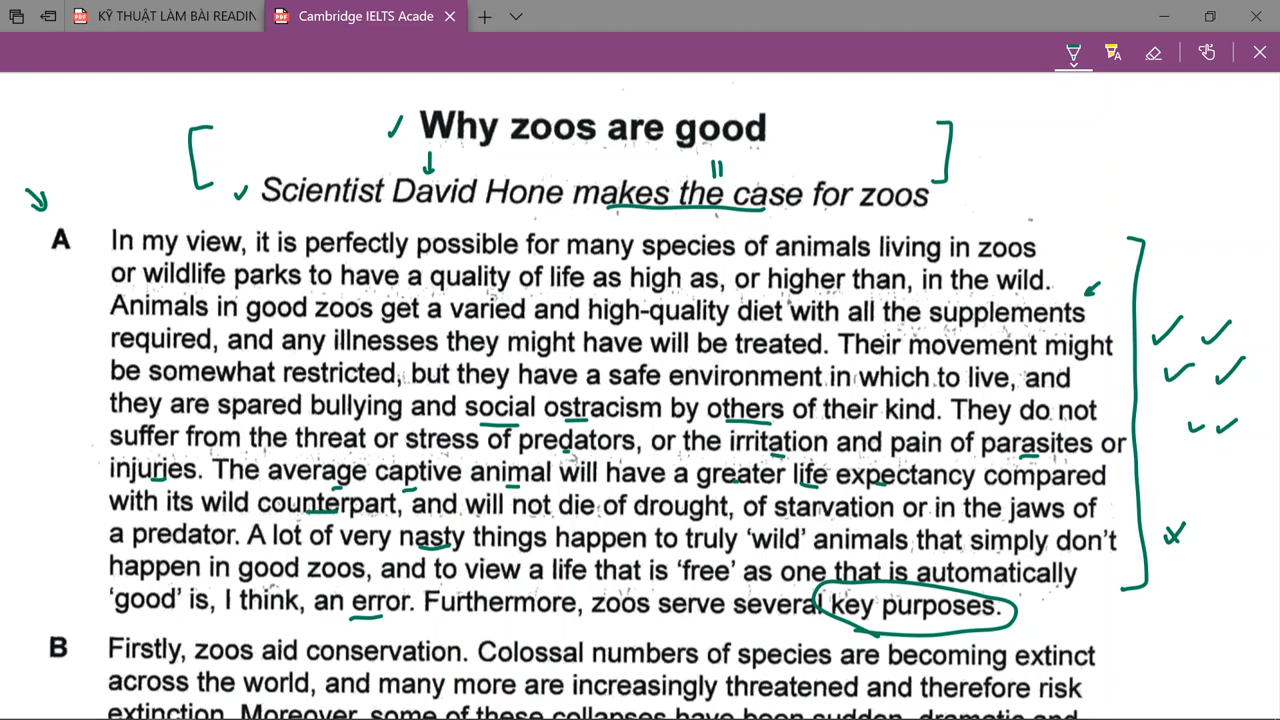 KỸ THUẬT LÀM BÀI READIN
Cambridge IELTS Acade
Why zoos are good
Scientist David Hone makes the case for zoos
A In my view, it is perfectly possible for many species of animals living in zoos
or wildlife parks to have a quality of life as high as, or higher than, in the wild.
Animals in good zoos get a varied and high-quality diet with all the supplements
required, and any illnesses they might have will be treated. Their movement might
be somewhat restricted, but they have a safe environment in which to live, and
they are spared bullying and social ostracism by others of their kind. They do not
suffer from the threat or stress of predators, or the irritation and pain of parasites or
injuries. The average captive animal will have a greater life expectancy compared
with its wild counterpart, and will not die of drought, of starvation or in the jaws of
a predator. A lot of very nasty things happen to truly ‘wild’ animals that simply don’t
happen in good zoos, and to view a life that is ‘free’ as one that is automatically
‘good’ is, I think, an error. Furthermore, zoos serve several key purposes.
B Firstly, zoos aid conservation. Colossal numbers of species are becoming extinct
across the world, and many more are increasingly threatened and therefore risk
extinction. Moreover, some of these collapses have been sudden, dramatic and